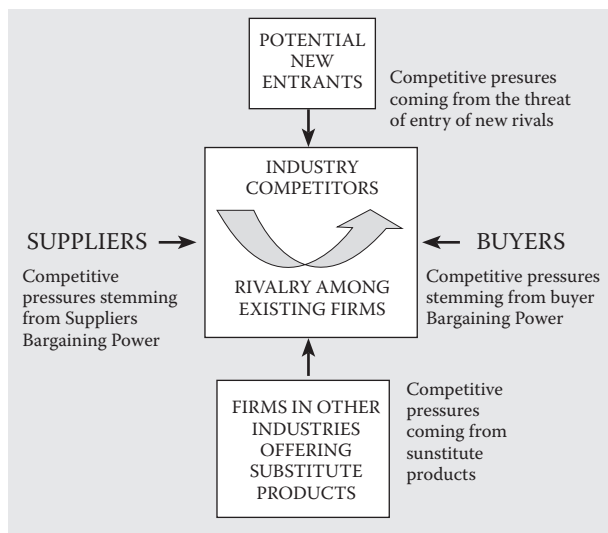 POTENTIAL
NEW
ENTRANTS
Competitive presures
coming from the threat
of entry of new rivals
INDUSTRY
COMPETITORS
SUPPLIERS
Competitive
pressures stemming
from Suppliers
Bargaining Power
RIVALRY AMONG
EXISTING FIRMS
BUYERS
Competitive pressures
stemming from buyer
Bargaining Power
FIRMS IN OTHER
INDUSTRIES
OFFERING
SUBSTITUTE
PRODUCTS
Competitive
pressures
coming from
sunstitute
products